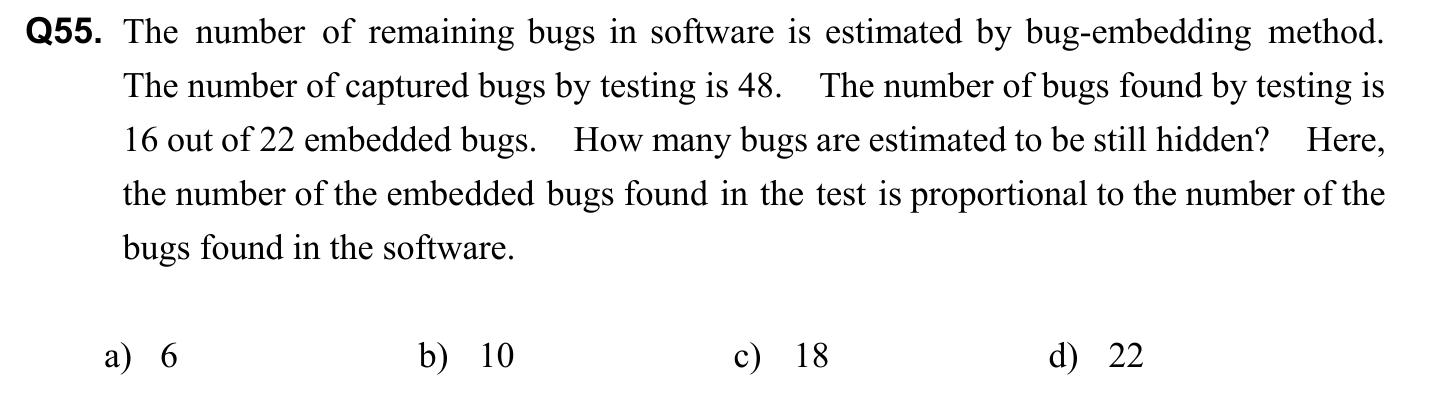 Q55. The number of remaining bugs in software is estimated by bug-embedding method.
The number of captured bugs by testing is 48. The number of bugs found by testing is
16 out of 22 embedded bugs. How many bugs are estimated to be still hidden? Here,
the number of the embedded bugs found in the test is proportional to the number of the
bugs found in the software.
a) 6 b) 10 c) 18 d) 22